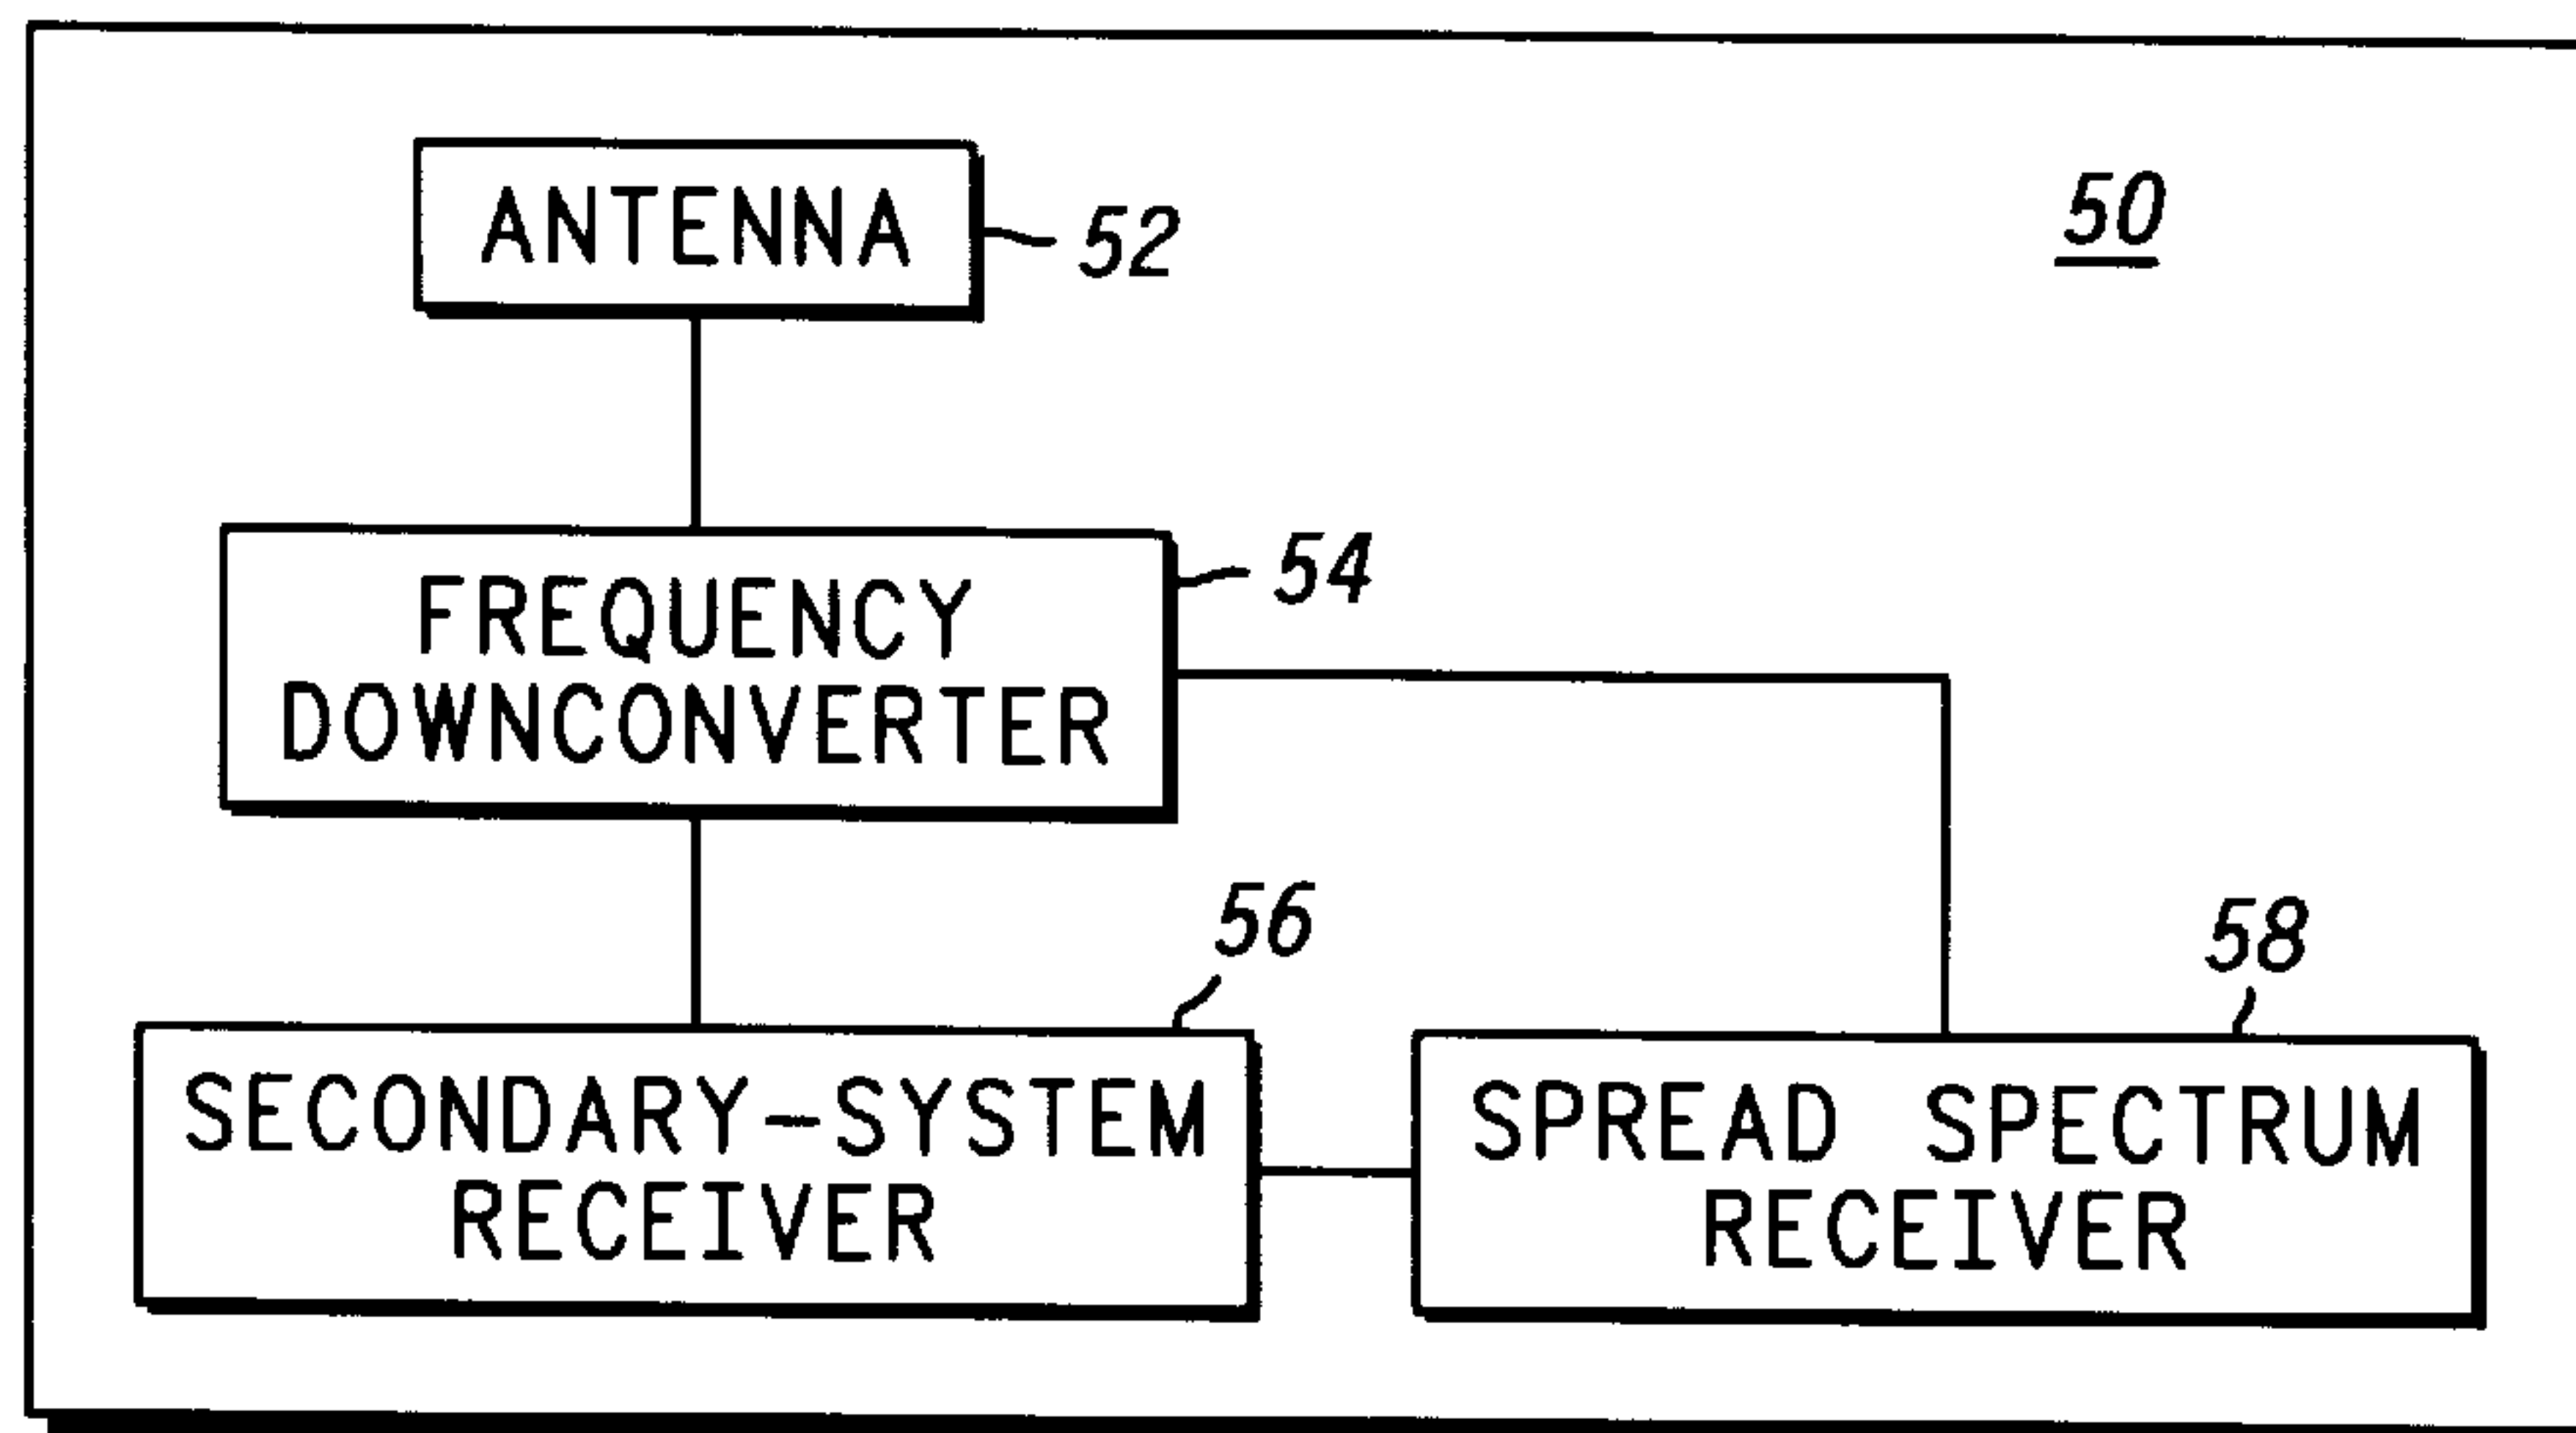 ANTENNA
52
50
FREQUENCY
DOWNCONVERTER
54
56
58
SECONDARY-SYSTEM
RECEIVER
SPREAD SPECTRUM
RECEIVER